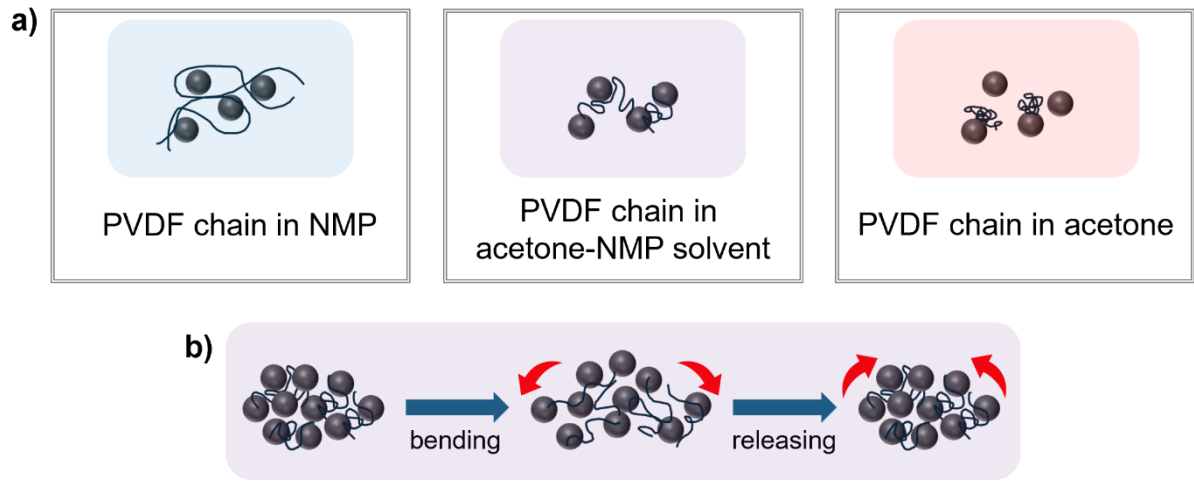 a)
PVDF chain in NMP
PVDF chain in
acetone-NMP solvent
PVDF chain in acetone
b)
bending
releasing